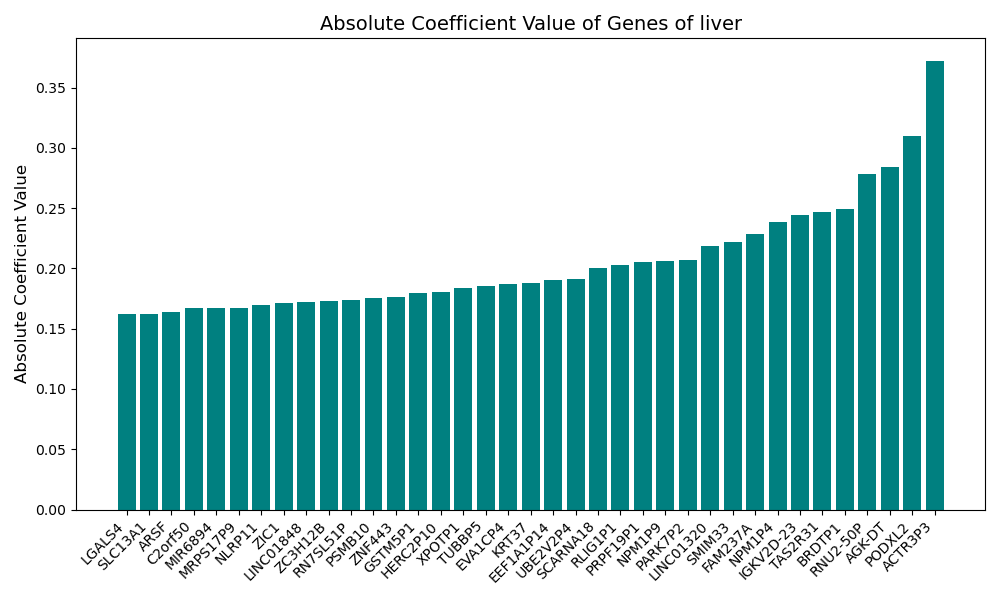 Absolute Coefficient Value of Genes of liver
Absolute Coefficient Value
0.35
0.30
0.25
0.20
0.15
0.10
0.05
0.00
LGALS4
SLC13A1
ARSF
C2orf50
MIR6894
MRPS17P9
NLRP11
ZIC1
LINC01848
ZC3H12B
RN7SL51P
PSMB10
ZNF443
GSTM5P1
HERC2P10
XPOTP1
TUBBP5
EVA1CP4
KRT37
EEF1A1P14
UBE2V2P4
SCARNA18
RLIG1P1
PRPF19P1
NPM1P9
PARK7P2
LINC01320
SMIM33
FAM237A
NPM1P4
IGKV2D-23
TAS2R31
BRDTP1
RNU2-50P
AGK-DT
PODXL2
ACTR3P3